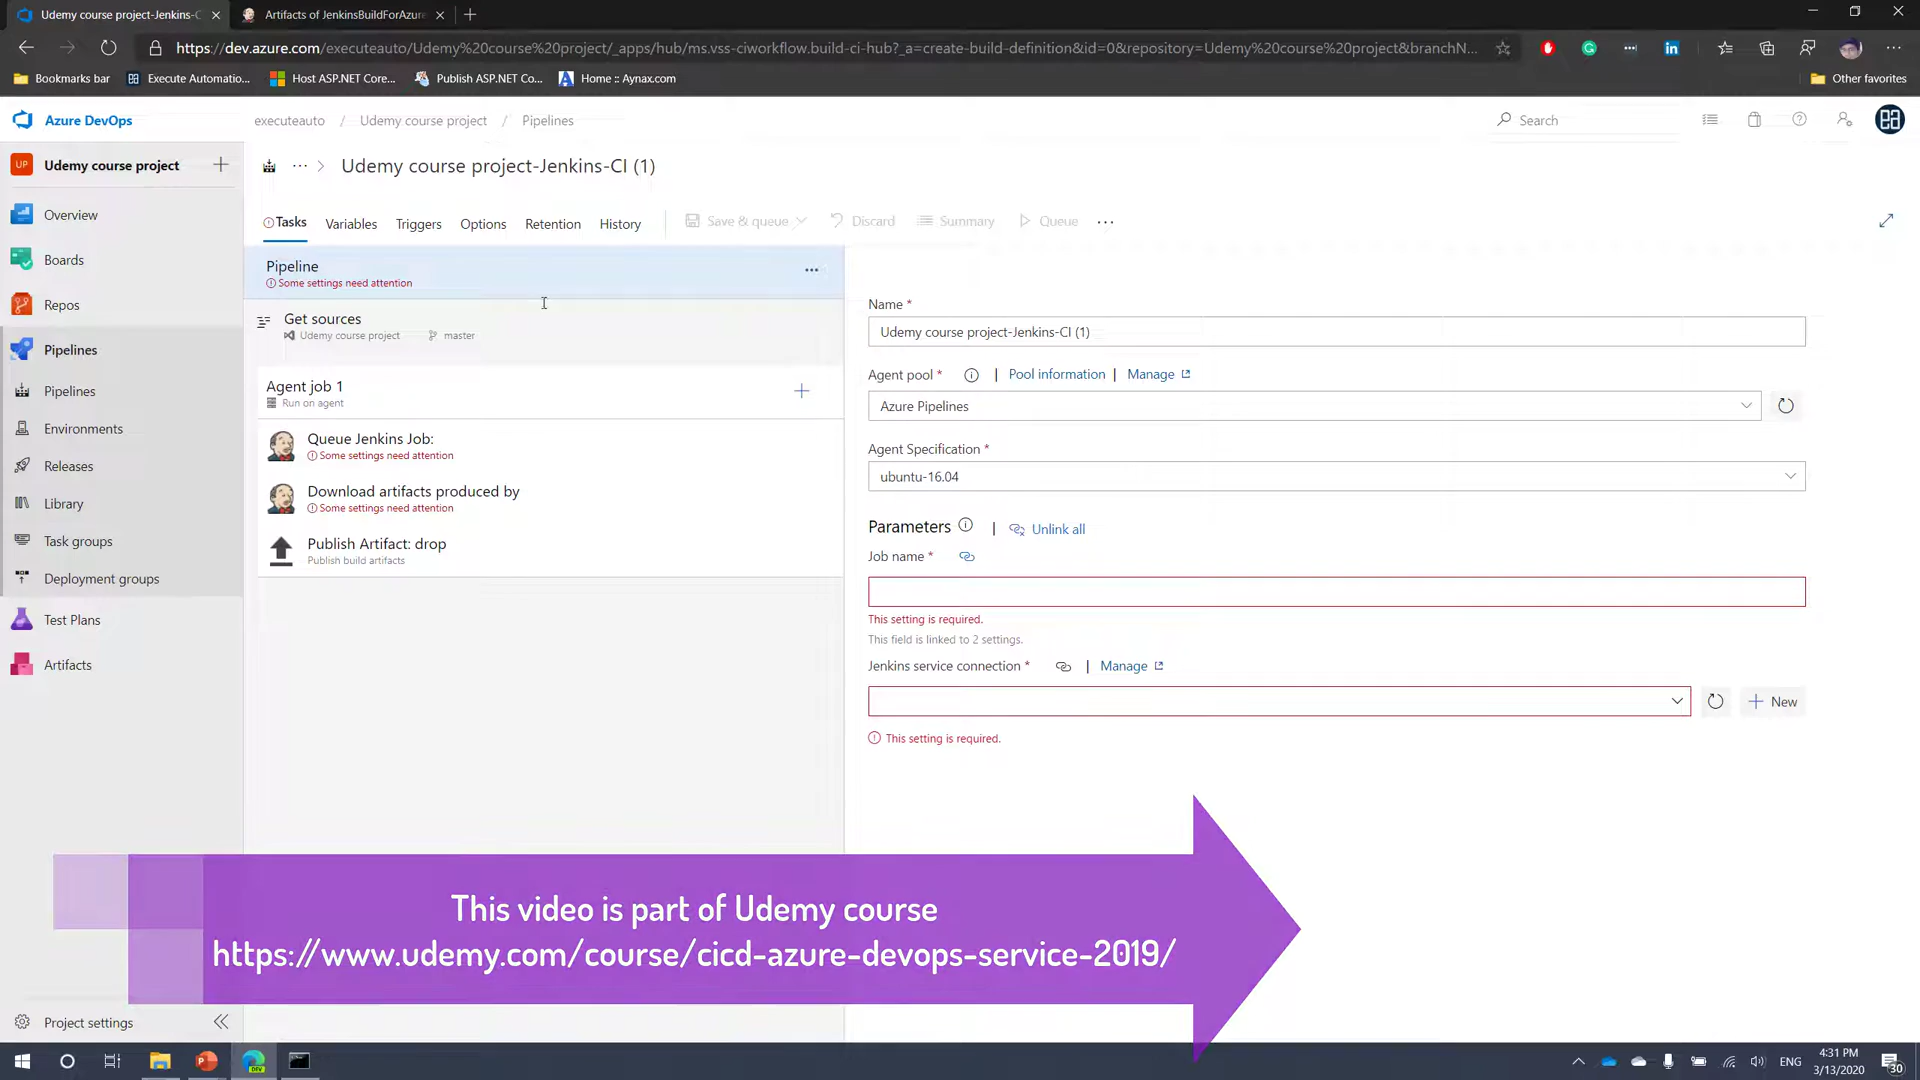 Udemy course project-Jenkins-C
Artifacts of JenkinsBuildForAzure
https://dev.azure.com/executeauto/Udemy%20course%20project/_apps/hub/ms.vss-ciworkflow.build-ci-hub?_a=create-build-definition&id=0&repository=Udemy%20course%20project&branchN...
Bookmarks bar
Execute Automatio...
Host ASP.NET Core...
Publish ASP.NET Co...
Home :: Aynax.com
Other favorites
Azure DevOps
executeauto / Udemy course project / Pipelines
Search
UP Udemy course project
Udemy course project-Jenkins-CI (1)
Overview
Boards
Repos
Pipelines
Pipelines
Environments
Releases
Library
Task groups
Deployment groups
Test Plans
Artifacts
Project settings
Tasks Variables Triggers Options Retention History
Save & queue Discard Summary Queue
Pipeline
Some settings need attention
Get sources
Udemy course project master
Agent job 1
Run on agent
Queue Jenkins Job:
Some settings need attention
Download artifacts produced by
Some settings need attention
Publish Artifact: drop
Publish build artifacts
Name *
Udemy course project-Jenkins-CI (1)
Agent pool * | Pool information | Manage
Azure Pipelines
Agent Specification *
ubuntu-16.04
Parameters | Unlink all
Job name *
This setting is required.
This field is linked to 2 settings.
Jenkins service connection * | Manage
New
This setting is required.
This video is part of Udemy course
https://www.udemy.com/course/cicd-azure-devops-service-2019/
ENG
4:31 PM
3/13/2020
30